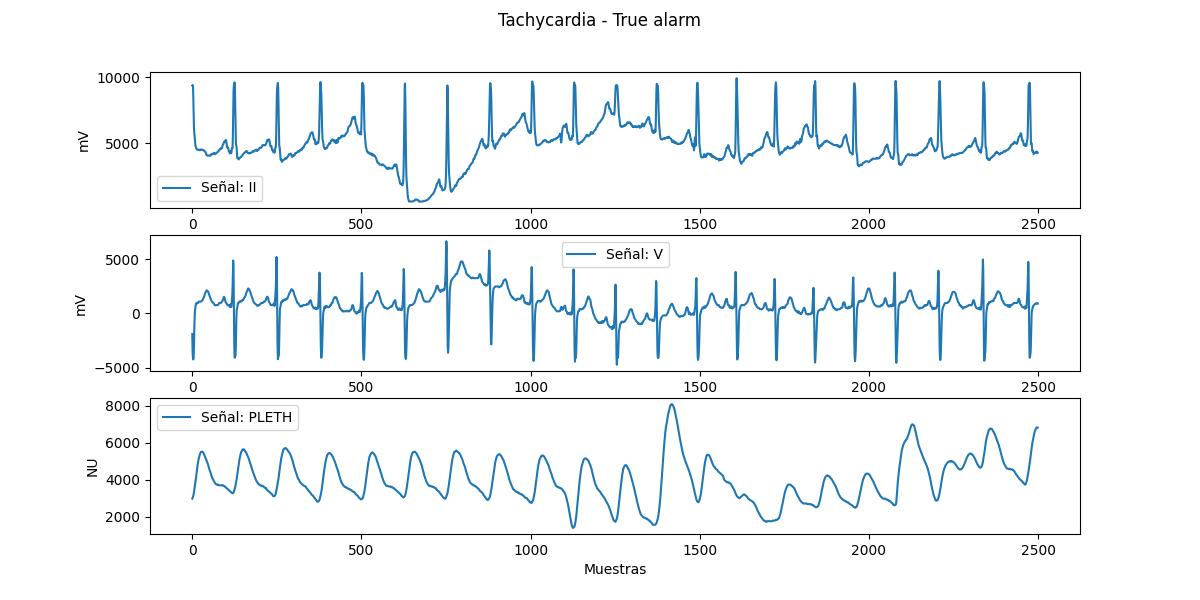 Tachycardia - True alarm
10000
5000
mV
Señal: II
0 500 1000 1500 2000 2500
5000
0
−5000
mV
Señal: V
0 500 1000 1500 2000 2500
8000
6000
4000
2000
NU
Señal: PLETH
0 500 1000 1500 2000 2500
Muestras